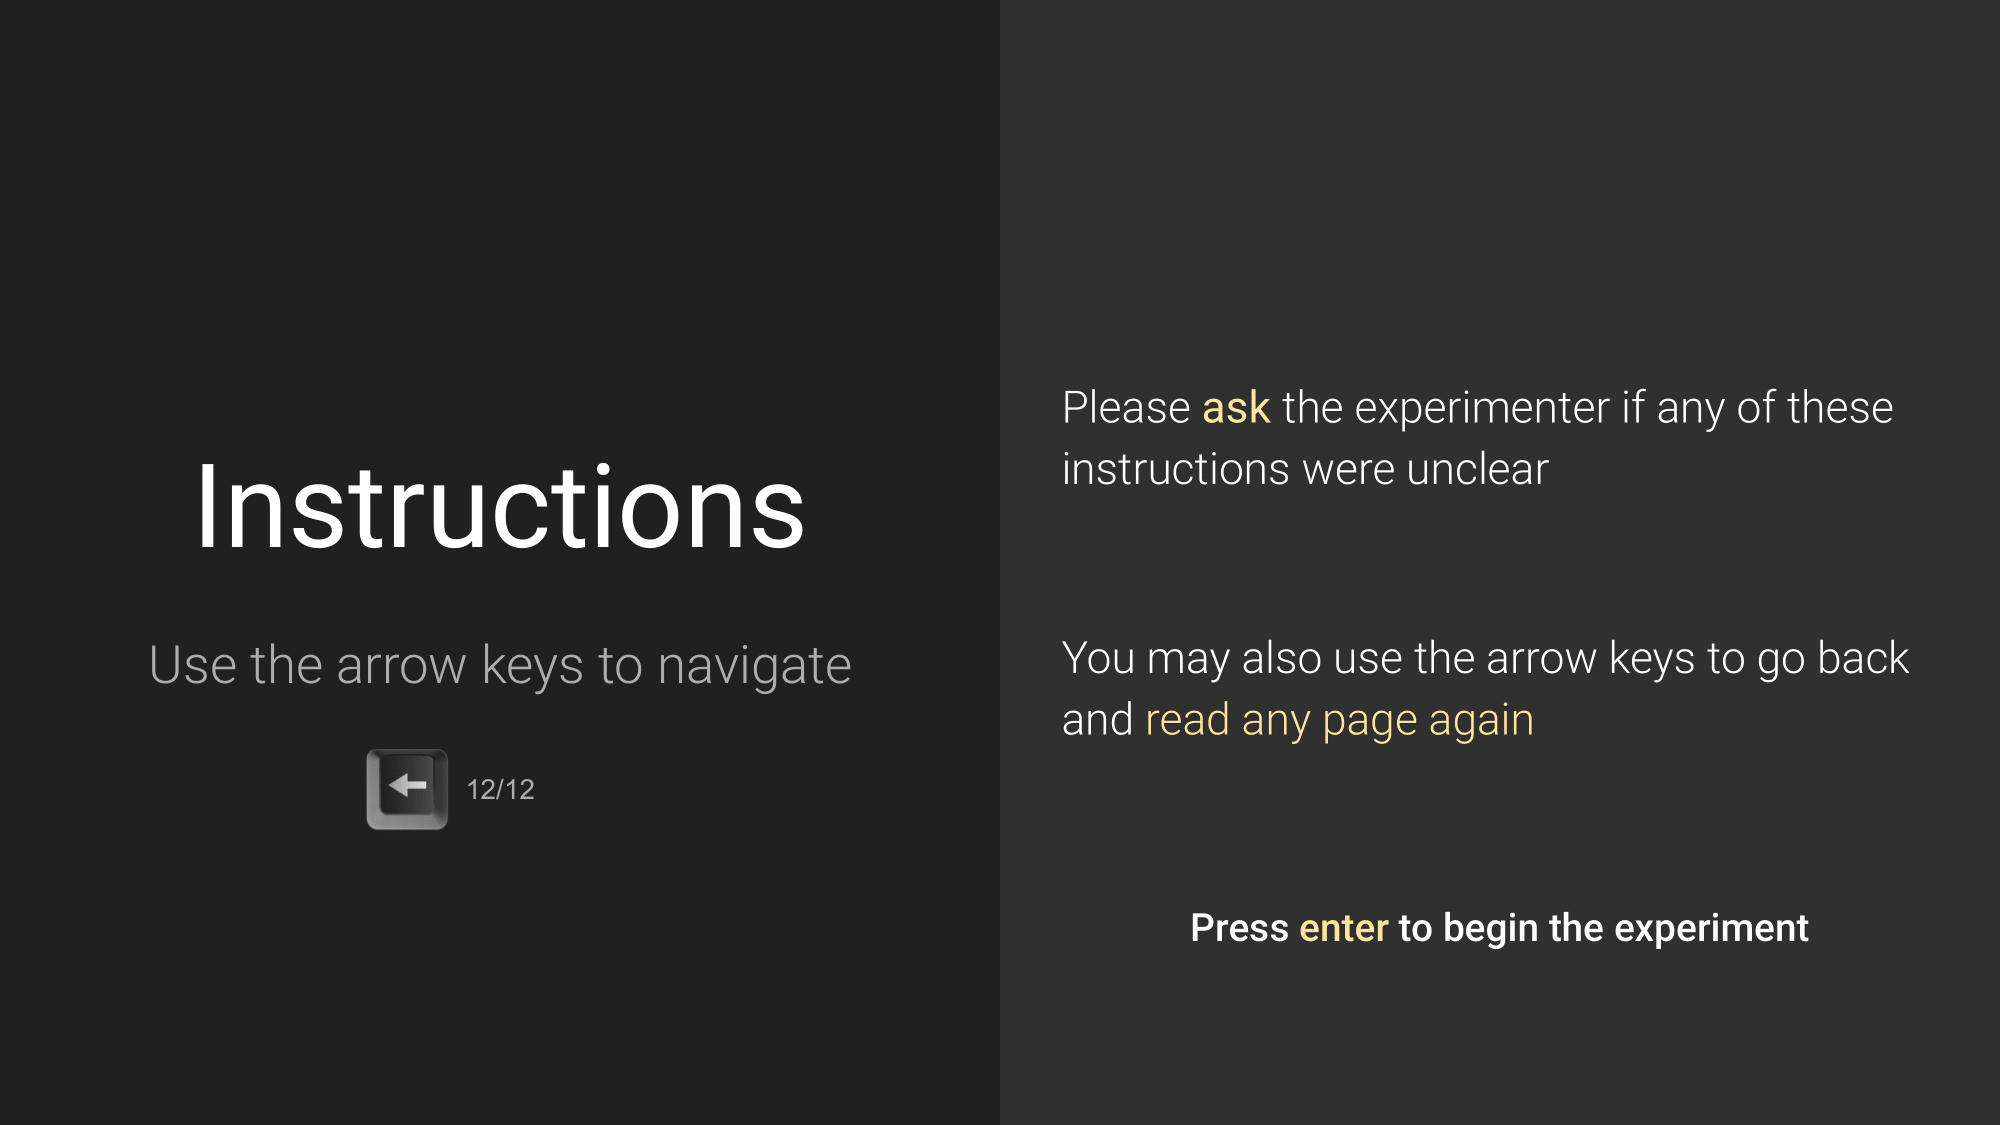 Instructions
Use the arrow keys to navigate
12/12
Please ask the experimenter if any of these
instructions were unclear
You may also use the arrow keys to go back
and read any page again
Press enter to begin the experiment